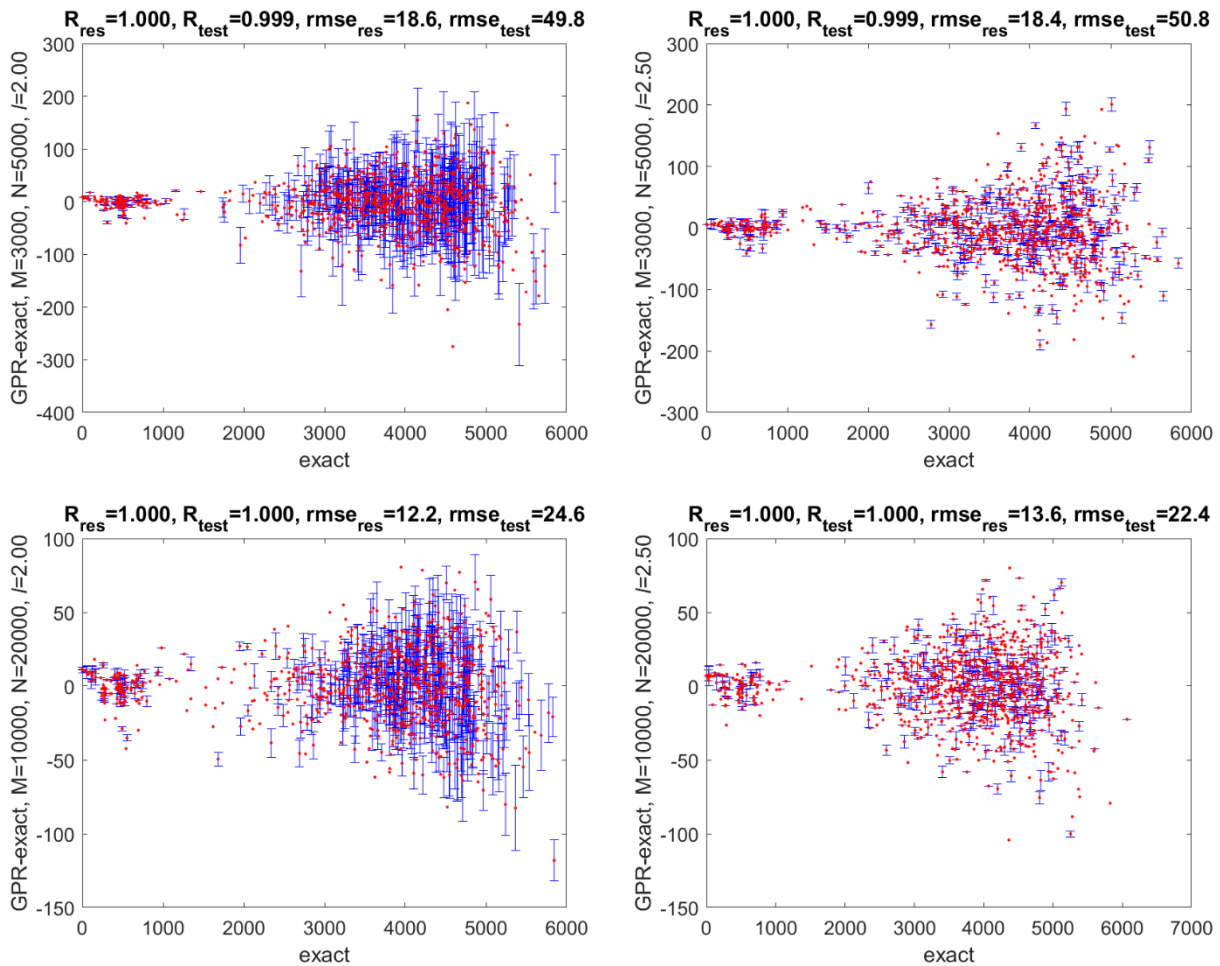 R_res=1.000, R_test=0.999, rmse_res=18.6, rmse_test=49.8
GPR-exact, M=3000, N=5000, l=2.00
300
200
100
0
-100
-200
-300
-400
0 1000 2000 3000 4000 5000 6000
exact
R_res=1.000, R_test=0.999, rmse_res=18.4, rmse_test=50.8
GPR-exact, M=3000, N=5000, l=2.50
300
200
100
0
-100
-200
-300
0 1000 2000 3000 4000 5000 6000
exact
R_res=1.000, R_test=1.000, rmse_res=12.2, rmse_test=24.6
GPR-exact, M=10000, N=20000, l=2.00
100
50
0
-50
-100
-150
0 1000 2000 3000 4000 5000 6000
exact
R_res=1.000, R_test=1.000, rmse_res=13.6, rmse_test=22.4
GPR-exact, M=10000, N=20000, l=2.50
100
50
0
-50
-100
-150
0 1000 2000 3000 4000 5000 6000 7000
exact